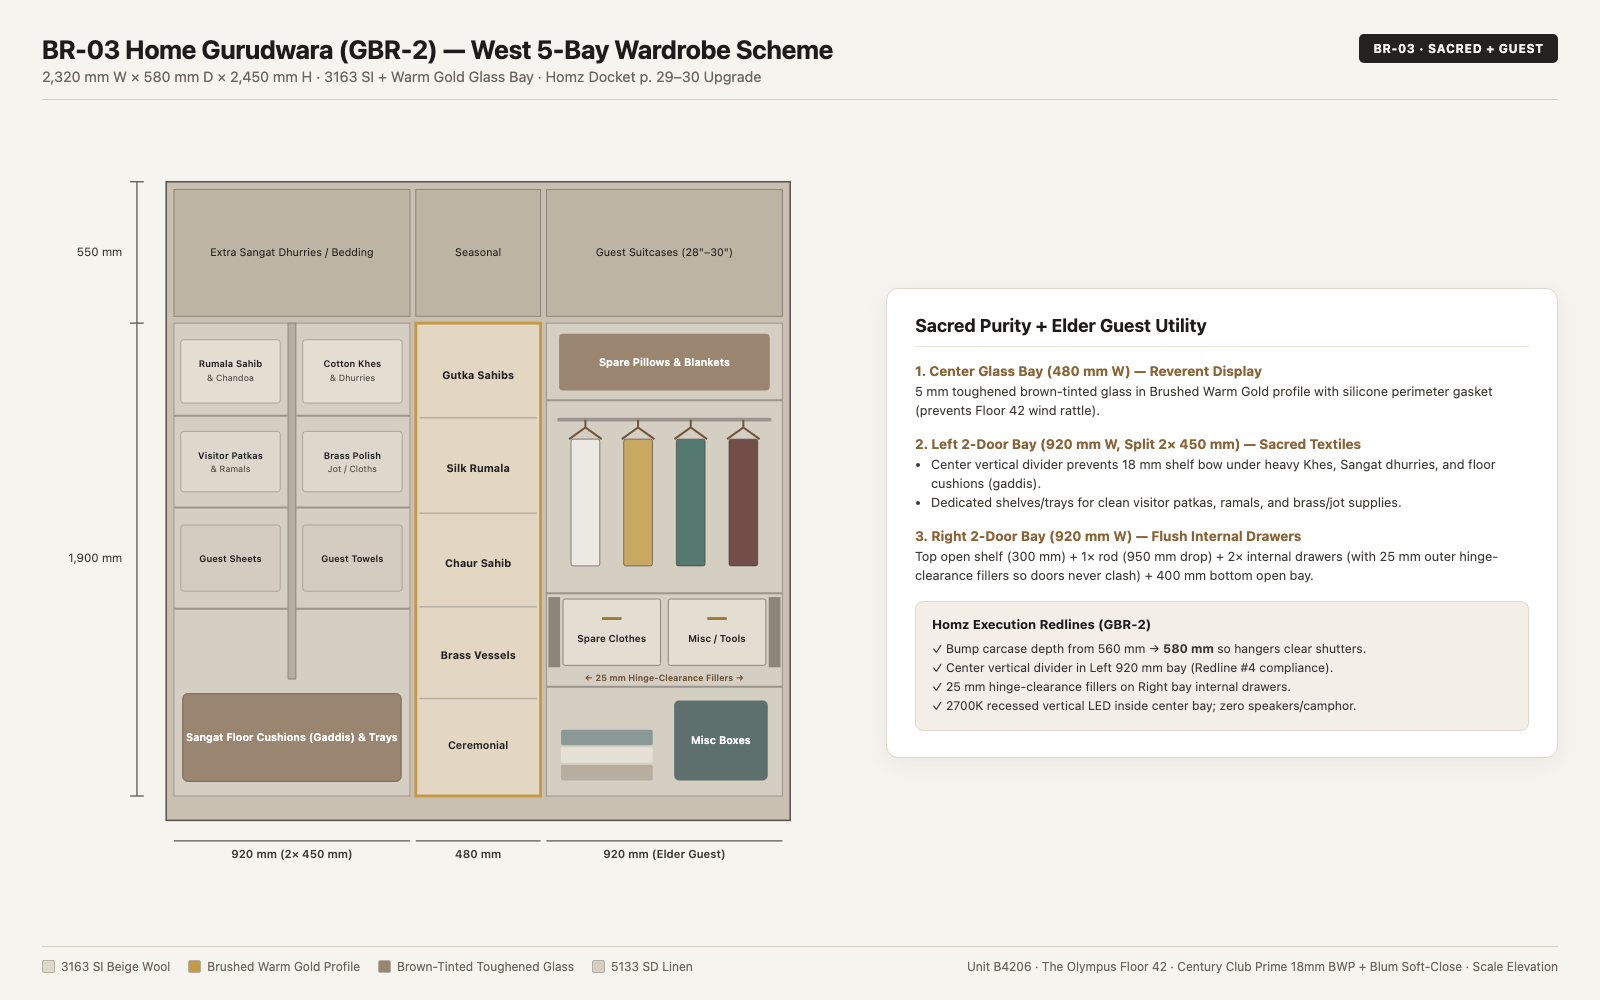 BR-03 Home Gurudwara (GBR-2) — West 5-Bay Wardrobe Scheme
2,320 mm W × 580 mm D × 2,450 mm H · 3163 SI + Warm Gold Glass Bay · Homz Docket p. 29–30 Upgrade
BR-03 · SACRED + GUEST
550 mm
1,900 mm
Extra Sangat Dhurries / Bedding
Seasonal
Guest Suitcases (28"–30")
Rumala Sahib
& Chandoa
Cotton Khes
& Dhurries
Visitor Patkas
& Ramals
Brass Polish
Jot / Cloths
Guest Sheets
Guest Towels
Sangat Floor Cushions (Gaddis) & Trays
Gutka Sahibs
Silk Rumala
Chaur Sahib
Brass Vessels
Ceremonial
Spare Pillows & Blankets
Spare Clothes
Misc / Tools
← 25 mm Hinge-Clearance Fillers →
Misc Boxes
920 mm (2× 450 mm)
480 mm
920 mm (Elder Guest)
Sacred Purity + Elder Guest Utility
1. Center Glass Bay (480 mm W) — Reverent Display
5 mm toughened brown-tinted glass in Brushed Warm Gold profile with silicone perimeter gasket
(prevents Floor 42 wind rattle).
2. Left 2-Door Bay (920 mm W, Split 2× 450 mm) — Sacred Textiles
• Center vertical divider prevents 18 mm shelf bow under heavy Khes, Sangat dhurries, and floor
cushions (gaddis).
• Dedicated shelves/trays for clean visitor patkas, ramals, and brass/jot supplies.
3. Right 2-Door Bay (920 mm W) — Flush Internal Drawers
Top open shelf (300 mm) + 1× rod (950 mm drop) + 2× internal drawers (with 25 mm outer hinge-
clearance fillers so doors never clash) + 400 mm bottom open bay.
Homz Execution Redlines (GBR-2)
✓ Bump carcase depth from 560 mm → 580 mm so hangers clear shutters.
✓ Center vertical divider in Left 920 mm bay (Redline #4 compliance).
✓ 25 mm hinge-clearance fillers on Right bay internal drawers.
✓ 2700K recessed vertical LED inside center bay; zero speakers/camphor.
3163 SI Beige Wool
Brushed Warm Gold Profile
Brown-Tinted Toughened Glass
5133 SD Linen
Unit B4206 · The Olympus Floor 42 · Century Club Prime 18mm BWP + Blum Soft-Close · Scale Elevation